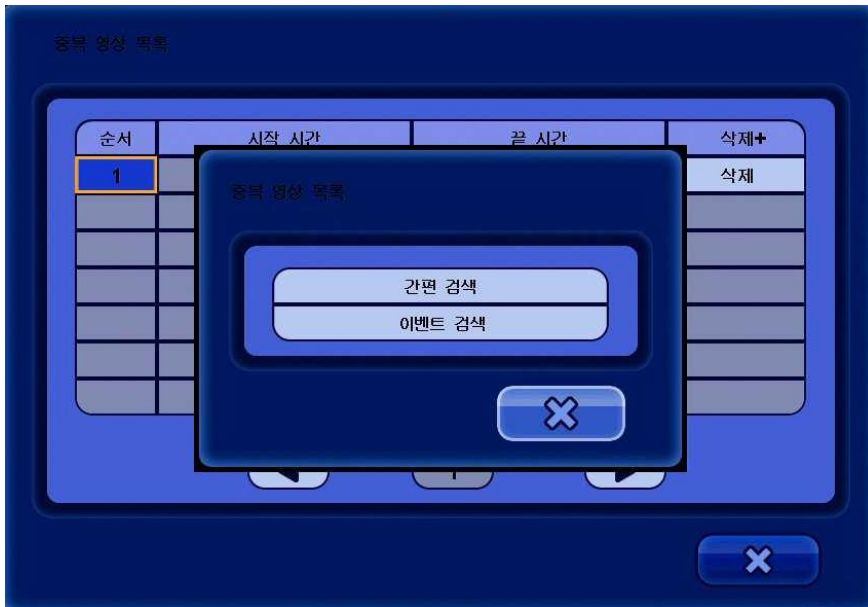 중복 영상 목록
순서 시작 시간 끝 시간 삭제+
1 삭제
중복 영상 목록
간편 검색
이벤트 검색